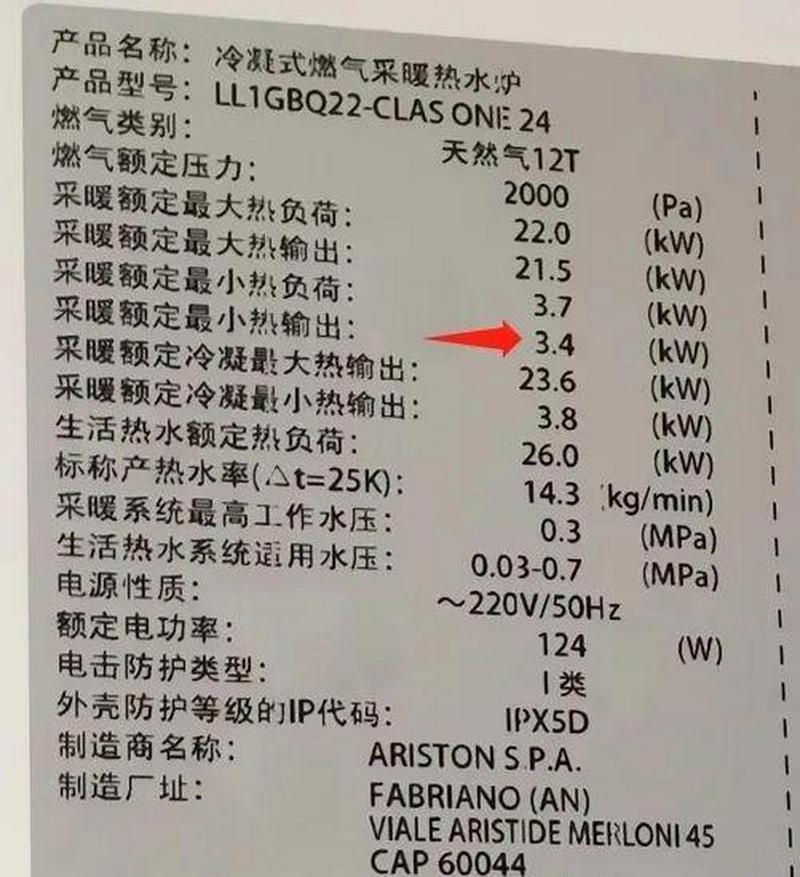 产品名称： 冷凝式燃气采暖热水炉
产品型号： LL1GBQ22-CLAS ONE 24
燃气类别： 天然气12T
燃气额定压力： 2000 (Pa)
采暖额定最大热负荷： 22.0 (kW)
采暖额定最大热输出： 21.5 (kW)
采暖额定最小热负荷： 3.7 (kW)
采暖额定最小热输出： 3.4 (kW)
采暖额定冷凝最大热输出： 23.6 (kW)
采暖额定冷凝最小热输出： 3.8 (kW)
生活热水额定热负荷： 26.0 (kW)
标称产热水率(△t=25K)： 14.3 (kg/min)
采暖系统最高工作水压： 0.3 (MPa)
生活热水系统适用水压： 0.03-0.7 (MPa)
电源性质： ～220V/50Hz
额定电功率： 124 (W)
电击防护类型： I 类
外壳防护等级的IP代码： IPX5D
制造商名称： ARISTON S.P.A.
制造厂址： FABRIANO (AN)
VIALE ARISTIDE MERLONI 45
CAP 60044